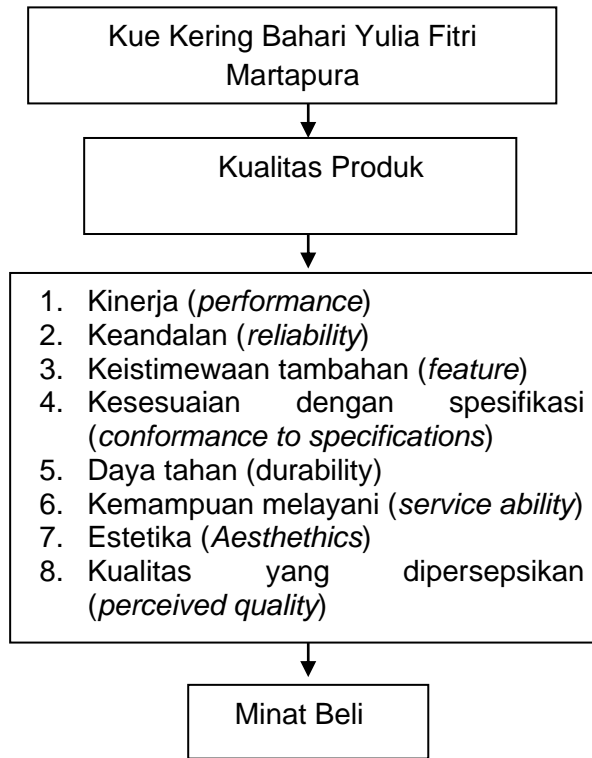 Kue Kering Bahari Yulia Fitri
Martapura
Kualitas Produk
1. Kinerja (performance)
2. Keandalan (reliability)
3. Keistimewaan tambahan (feature)
4. Kesesuaian dengan spesifikasi
(conformance to specifications)
5. Daya tahan (durability)
6. Kemampuan melayani (service ability)
7. Estetika (Aesthethics)
8. Kualitas yang dipersepsikan
(perceived quality)
Minat Beli